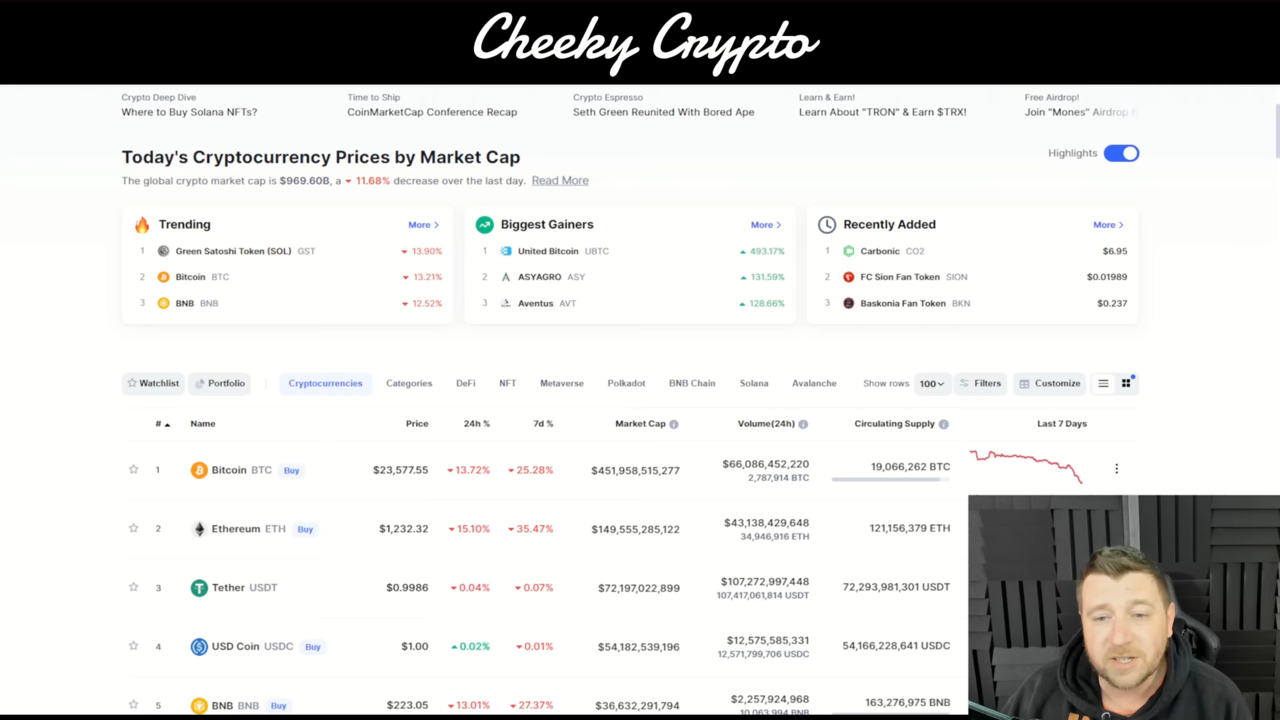 Cheeky Crypto
Crypto Deep Dive
Where to Buy Solana NFTs?
Time to Ship
CoinMarketCap Conference Recap
Crypto Espresso
Seth Green Reunited With Bored Ape
Learn & Earn!
Learn About "TRON" & Earn $TRX!
Free Airdrop!
Join "Mones" Airdrop
Today's Cryptocurrency Prices by Market Cap
Highlights
The global crypto market cap is $969.60B, a 11.68% decrease over the last day. Read More
Trending More
1 Green Satoshi Token (SOL) GST 13.90%
2 Bitcoin BTC 13.21%
3 BNB BNB 12.52%
Biggest Gainers More
1 United Bitcoin UBTC 493.17%
2 ASYAGRO ASY 131.59%
3 Aventus AVT 128.66%
Recently Added More
1 Carbonic CO2 $6.95
2 FC Sion Fan Token SION $0.01989
3 Baskonia Fan Token BKN $0.237
Watchlist Portfolio Cryptocurrencies Categories DeFi NFT Metaverse Polkadot BNB Chain Solana Avalanche Show rows 100 Filters Customize
# Name Price 24h % 7d % Market Cap Volume(24h) Circulating Supply Last 7 Days
1 Bitcoin BTC Buy $23,577.55 13.72% 25.28% $451,958,515,277 $66,086,452,220 19,066,262 BTC
2,787,914 BTC
2 Ethereum ETH Buy $1,232.32 15.10% 35.47% $149,555,285,122 $43,138,429,648 121,156,379 ETH
34,946,916 ETH
3 Tether USDT $0.9986 0.04% 0.07% $72,197,022,899 $107,272,997,448 72,293,981,301 USDT
107,417,061,814 USDT
4 USD Coin USDC Buy $1.00 0.02% 0.01% $54,182,539,196 $12,575,585,331 54,166,228,641 USDC
12,571,799,706 USDC
5 BNB BNB Buy $223.05 13.01% 27.37% $36,632,291,794 $2,257,924,968 163,276,975 BNB
10,063,994 BNB